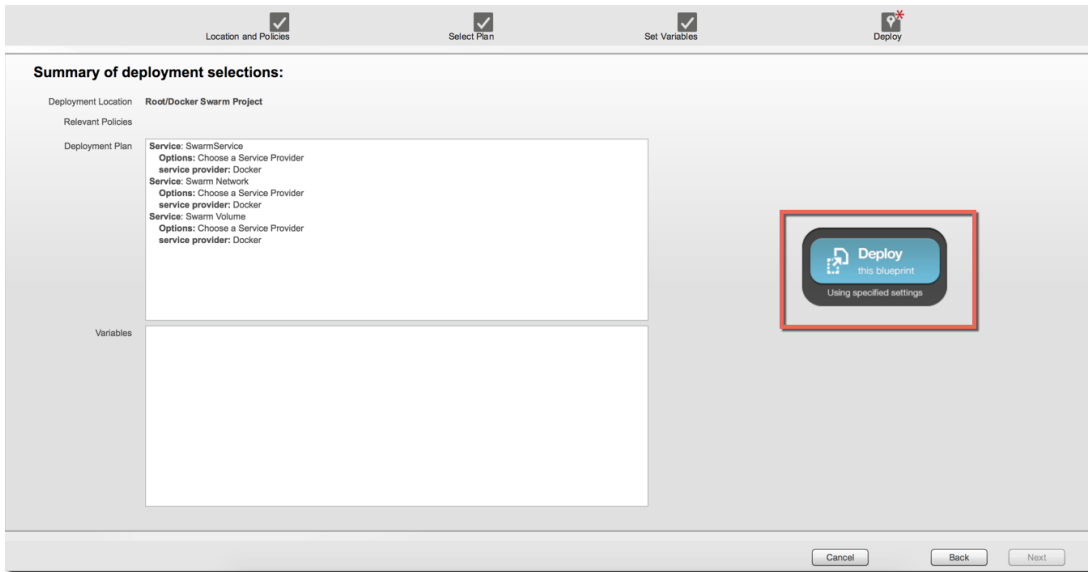 Location and Policies
Select Plan
Set Variables
Deploy
Summary of deployment selections:
Deployment Location Root/Docker Swarm Project
Relevant Policies
Deployment Plan
Service: SwarmService
Options: Choose a Service Provider
service provider: Docker
Service: Swarm Network
Options: Choose a Service Provider
service provider: Docker
Service: Swarm Volume
Options: Choose a Service Provider
service provider: Docker
Deploy
this blueprint
Using specified settings
Variables
Cancel
Back
Next